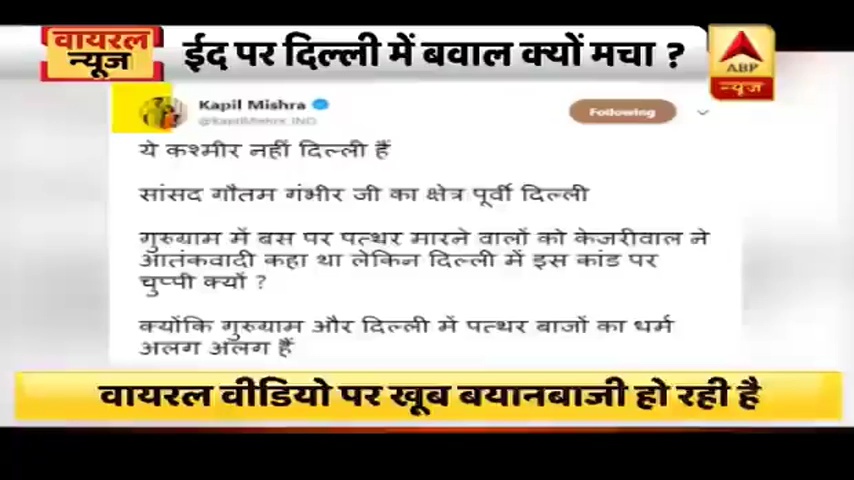 वायरल
न्यूज
ईद पर दिल्ली में बवाल क्यों मचा ?
ABP
न्यूज़
Kapil Mishra
@KapilMishra_IND
Following
ये कश्मीर नहीं दिल्ली हैं
सांसद गौतम गंभीर जी का क्षेत्र पूर्वी दिल्ली
गुरुग्राम में बस पर पत्थर मारने वालों को केजरीवाल ने
आतंकवादी कहा था लेकिन दिल्ली में इस कांड पर
चुप्पी क्यों ?
क्योंकि गुरुग्राम और दिल्ली में पत्थर बाजों का धर्म
अलग अलग हैं
वायरल वीडियो पर खूब बयानबाजी हो रही है